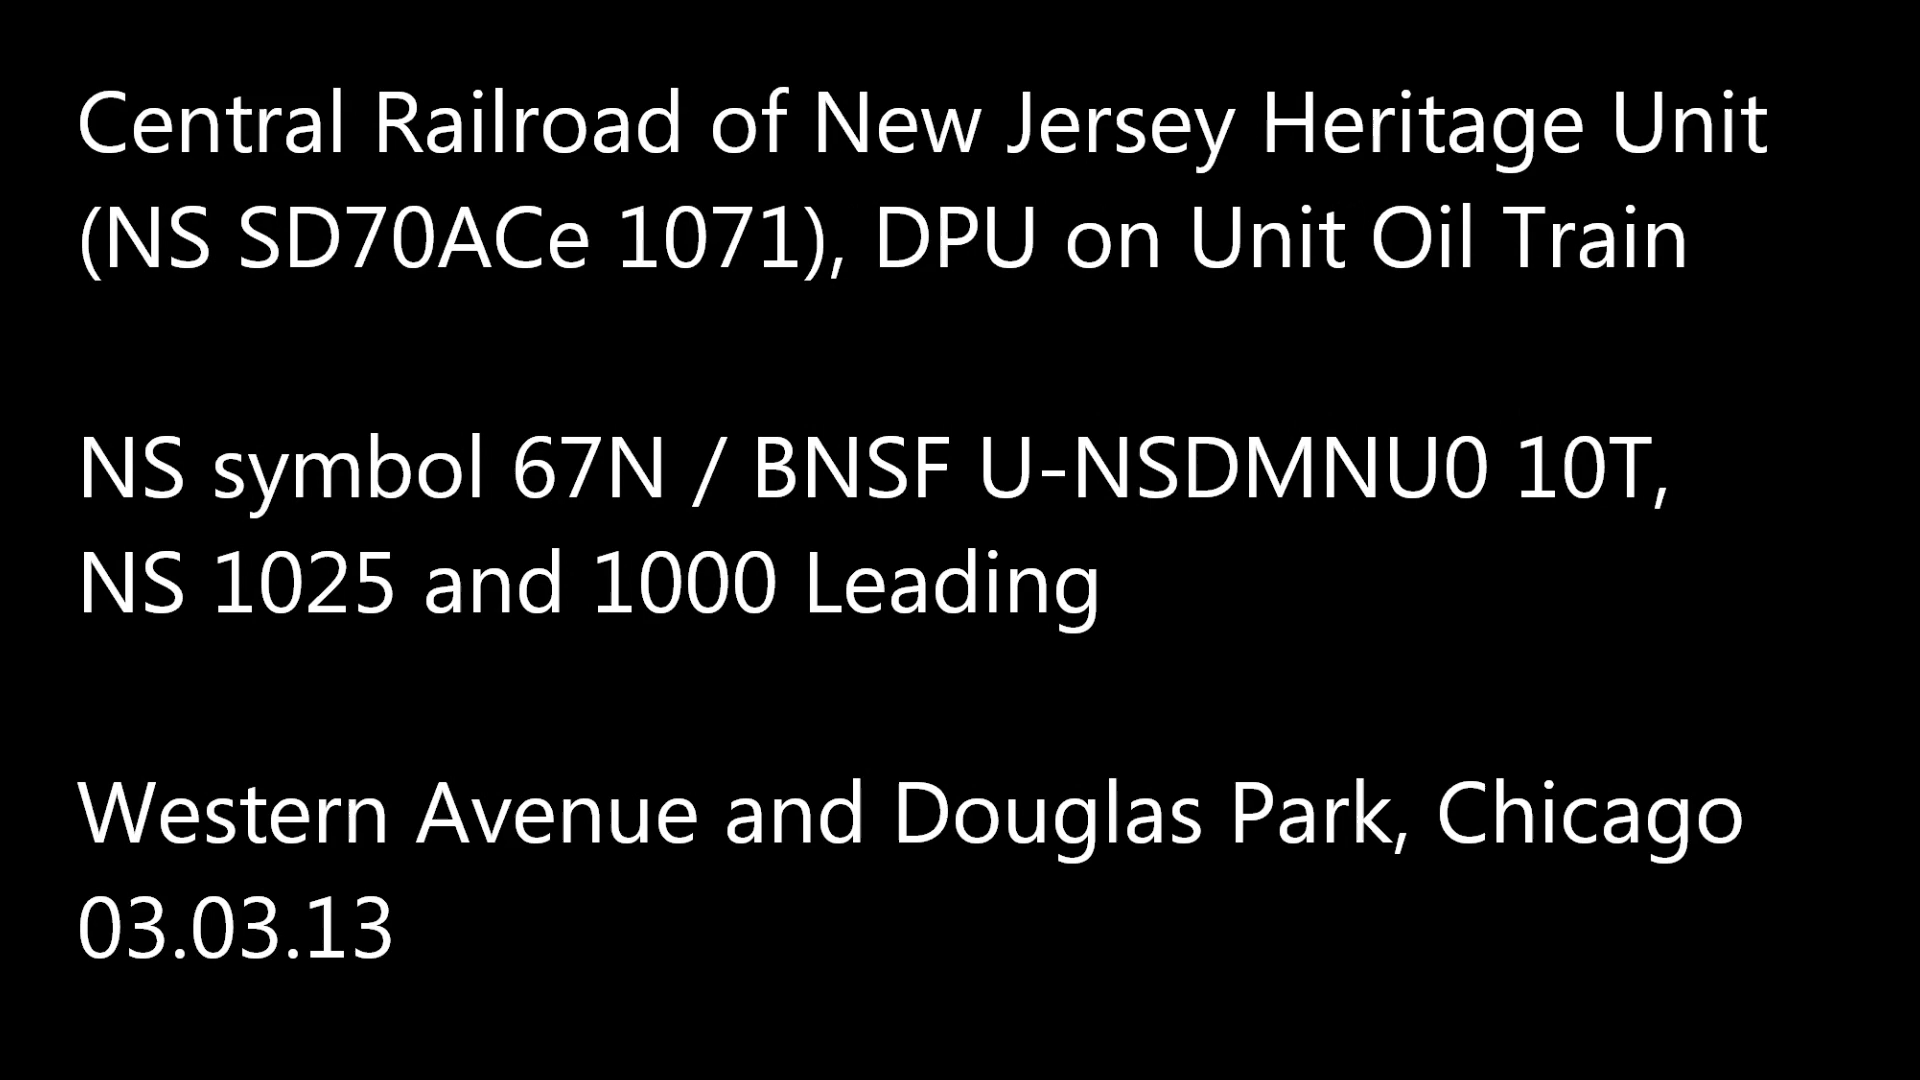 Central Railroad of New Jersey Heritage Unit
(NS SD70ACe 1071), DPU on Unit Oil Train
NS symbol 67N / BNSF U-NSDMNU0 10T,
NS 1025 and 1000 Leading
Western Avenue and Douglas Park, Chicago
03.03.13